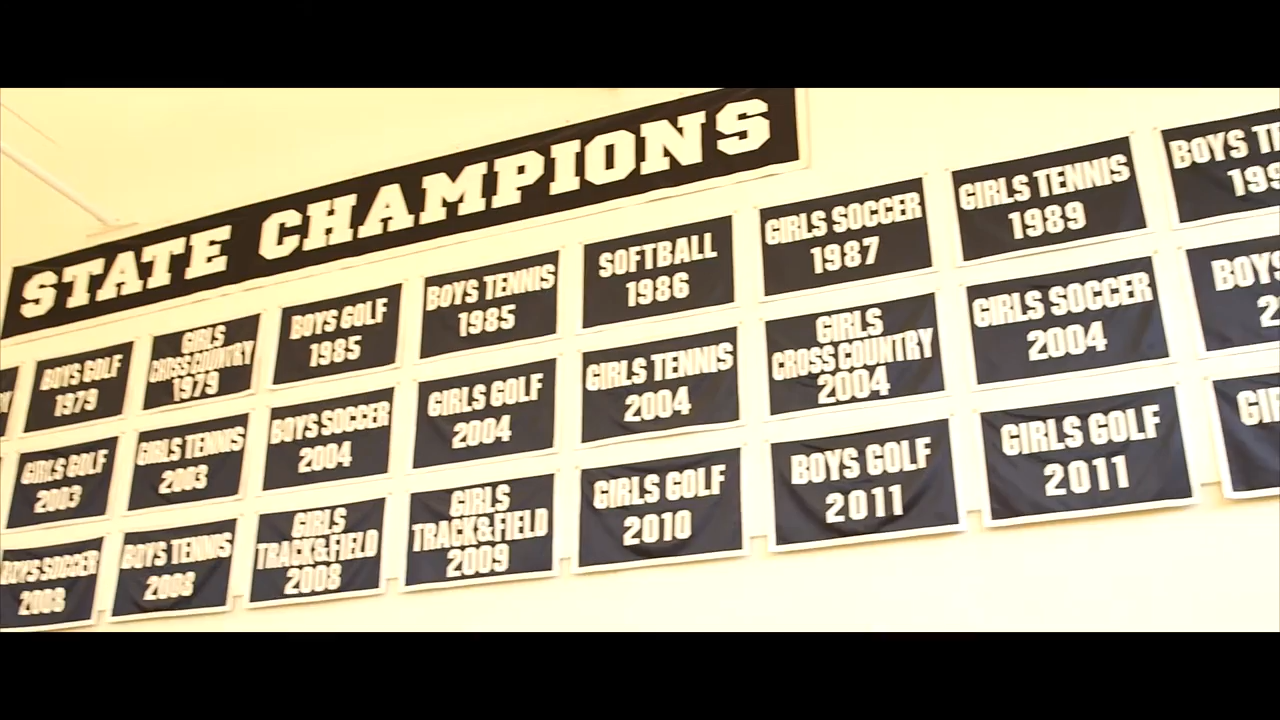 STATE CHAMPIONS
BOYS GOLF
1979
GIRLS
CROSS COUNTRY
1979
BOYS GOLF
1985
BOYS TENNIS
1985
SOFTBALL
1986
GIRLS SOCCER
1987
GIRLS TENNIS
1989
BOYS
GIRLS GOLF
2003
GIRLS TENNIS
2003
BOYS SOCCER
2004
GIRLS GOLF
2004
GIRLS TENNIS
2004
GIRLS
CROSS COUNTRY
2004
GIRLS SOCCER
2004
BOYS
BOYS SOCCER
2008
BOYS TENNIS
2008
GIRLS
TRACK&FIELD
2008
GIRLS
TRACK&FIELD
2009
GIRLS GOLF
2010
BOYS GOLF
2011
GIRLS GOLF
2011